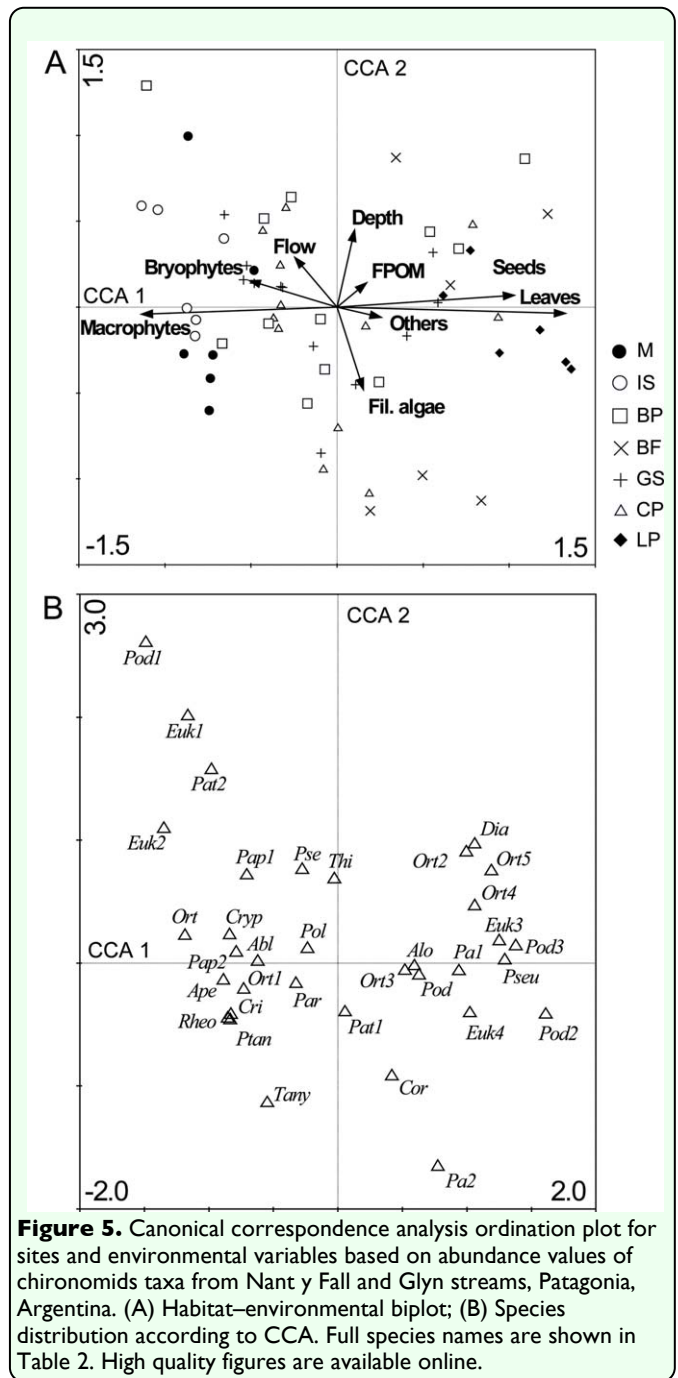 A
1.5
CCA 2
Depth
Flow
FPOM
Bryophytes
Seeds
CCA 1
Leaves
Macrophytes
Others
Fil. algae
-1.5
1.5
M
IS
BP
BF
GS
CP
LP
B
3.0
CCA 2
Pod1
Euk1
Pat2
Euk2
Dia
Pap1
Pse
Thi
Ort2
Ort5
Ort4
Ort
Cryp
Pol
Euk3
CCA 1
Abl
Alo
Pa1
Pod3
Pap2
Ort3
Pod
Pseu
Ape
Ort1
Par
Rheo
Cri
Pat1
Euk4
Pod2
Ptan
Cor
Tany
Pa2
-2.0
2.0
Figure 5. Canonical correspondence analysis ordination plot for
sites and environmental variables based on abundance values of
chironomids taxa from Nant y Fall and Glyn streams, Patagonia,
Argentina. (A) Habitat–environmental biplot; (B) Species
distribution according to CCA. Full species names are shown in
Table 2. High quality figures are available online.